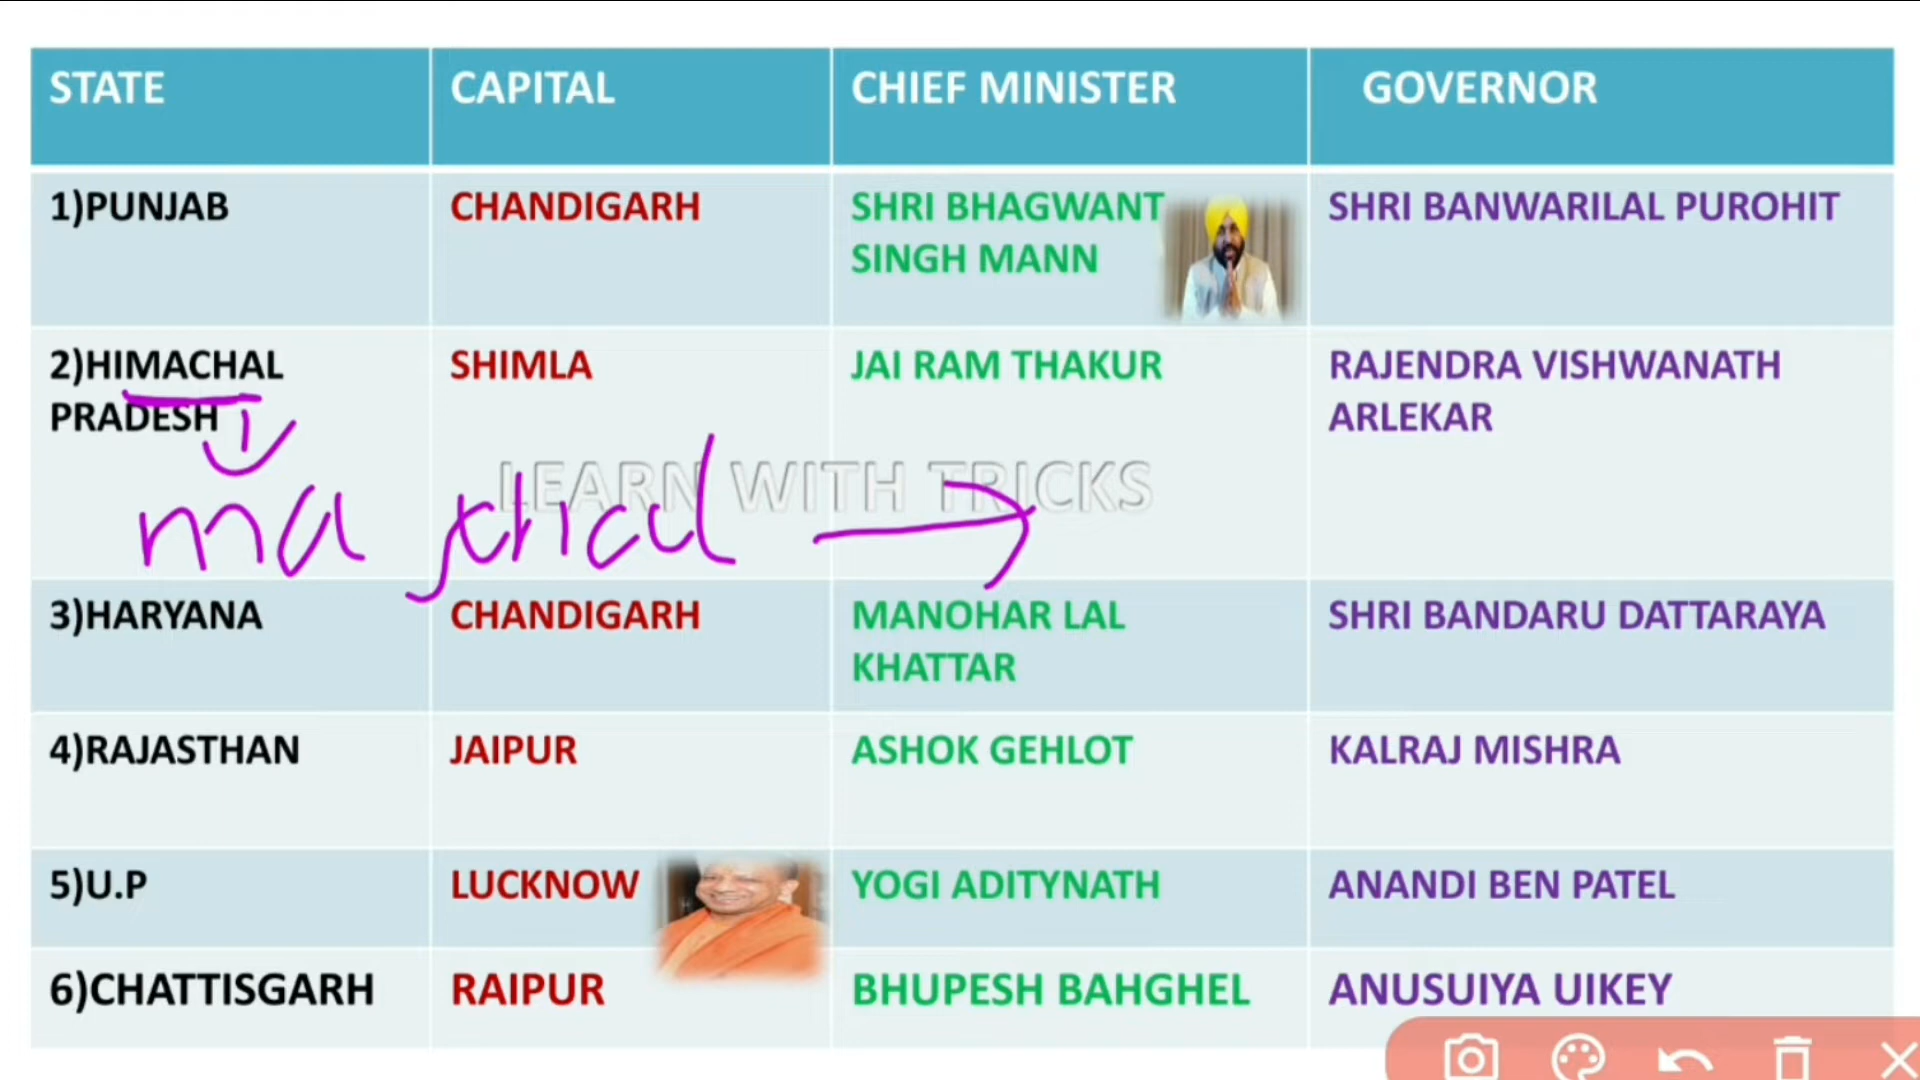 STATE CAPITAL CHIEF MINISTER GOVERNOR
1)PUNJAB CHANDIGARH SHRI BHAGWANT SHRI BANWARILAL PUROHIT
SINGH MANN
2)HIMACHAL SHIMLA JAI RAM THAKUR RAJENDRA VISHWANATH
PRADESH ARLEKAR
LEARN WITH TRICKS
ma
3)HARYANA CHANDIGARH MANOHAR LAL SHRI BANDARU DATTARAYA
KHATTAR
4)RAJASTHAN JAIPUR ASHOK GEHLOT KALRAJ MISHRA
5)U.P LUCKNOW YOGI ADITYNATH ANANDI BEN PATEL
6)CHATTISGARH RAIPUR BHUPESH BAHGHEL ANUSUIYA UIKEY